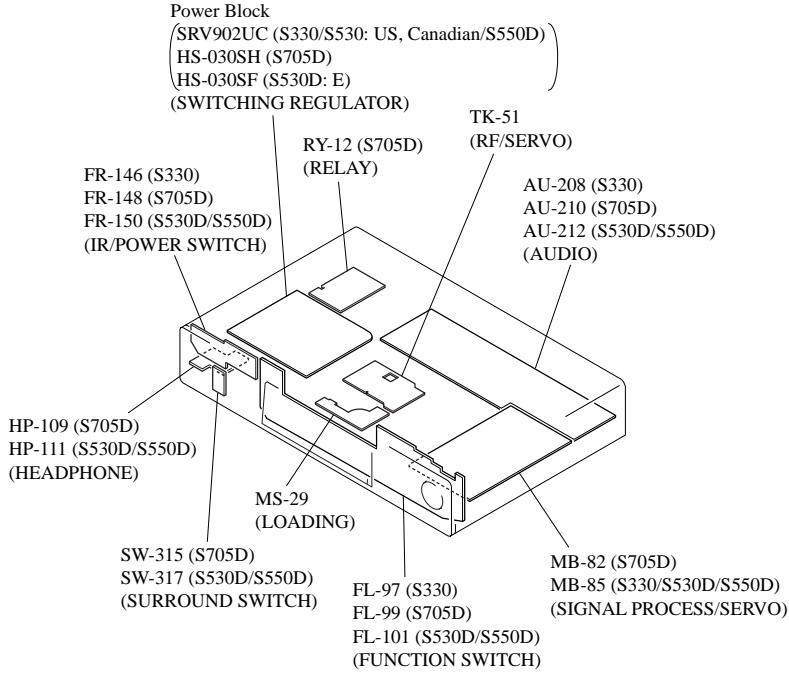 Power Block
SRV902UC (S330/S530: US, Canadian/S550D)
HS-030SH (S705D)
HS-030SF (S530D: E)
(SWITCHING REGULATOR)
TK-51
(RF/SERVO)
RY-12 (S705D)
(RELAY)
FR-146 (S330)
FR-148 (S705D)
FR-150 (S530D/S550D)
(IR/POWER SWITCH)
AU-208 (S330)
AU-210 (S705D)
AU-212 (S530D/S550D)
(AUDIO)
HP-109 (S705D)
HP-111 (S530D/S550D)
(HEADPHONE)
MS-29
(LOADING)
SW-315 (S705D)
SW-317 (S530D/S550D)
(SURROUND SWITCH)
FL-97 (S330)
FL-99 (S705D)
FL-101 (S530D/S550D)
(FUNCTION SWITCH)
MB-82 (S705D)
MB-85 (S330/S530D/S550D)
(SIGNAL PROCESS/SERVO)